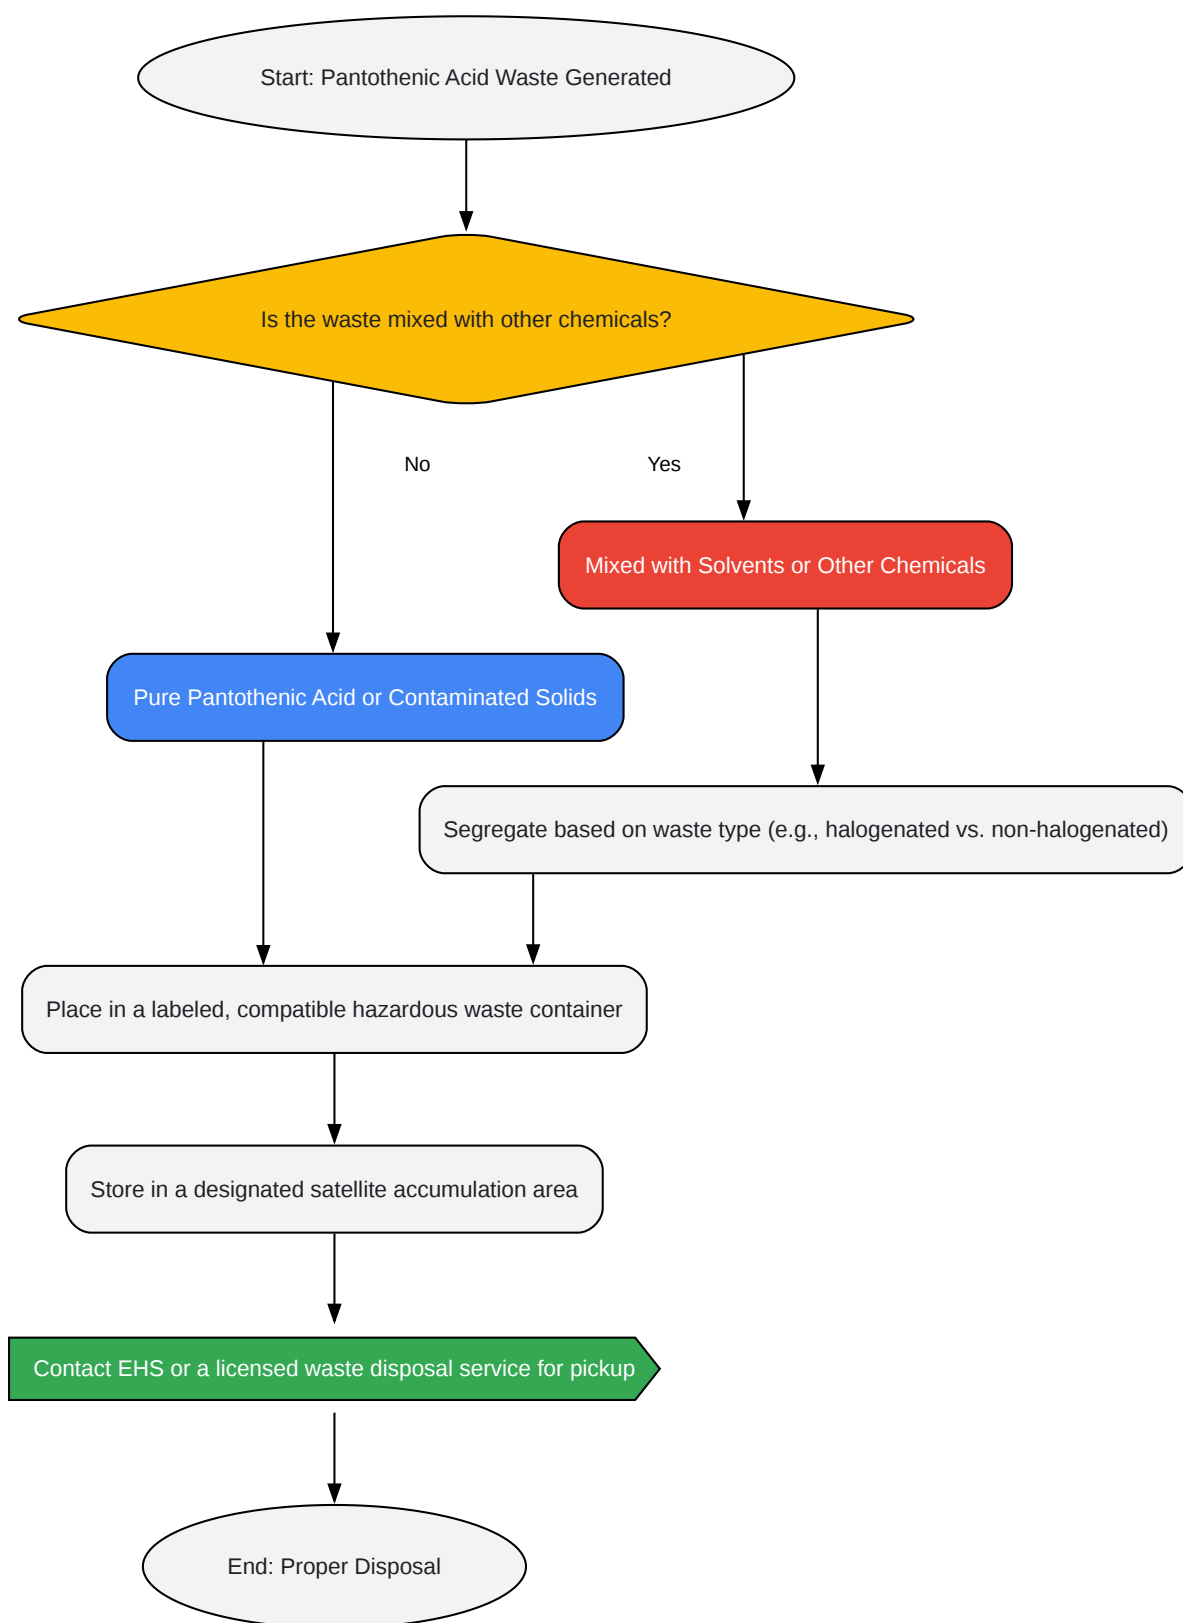 Start: Pantothenic Acid Waste Generated
Is the waste mixed with other chemicals?
No
Yes
Mixed with Solvents or Other Chemicals
Pure Pantothenic Acid or Contaminated Solids
Segregate based on waste type (e.g., halogenated vs. non-halogenated)
Place in a labeled, compatible hazardous waste container
Store in a designated satellite accumulation area
Contact EHS or a licensed waste disposal service for pickup
End: Proper Disposal